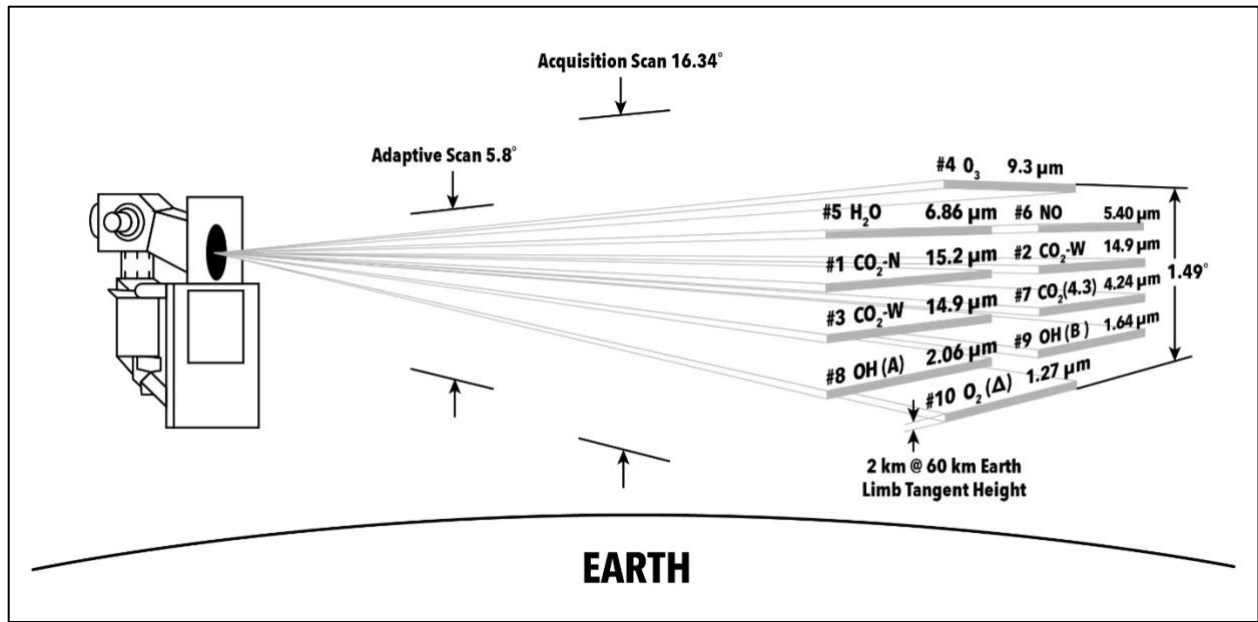 Acquisition Scan 16.34°
Adaptive Scan 5.8°
#4 O₃ 9.3 µm
#5 H₂O 6.86 µm #6 NO 5.40 µm
#1 CO₂-N 15.2 µm #2 CO₂-W 14.9 µm
1.49°
#3 CO₂-W 14.9 µm #7 CO₂(4.3) 4.24 µm
#9 OH (B) 1.64 µm
#8 OH (A) 2.06 µm
#10 O₂ (Δ) 1.27 µm
2 km @ 60 km Earth
Limb Tangent Height
EARTH